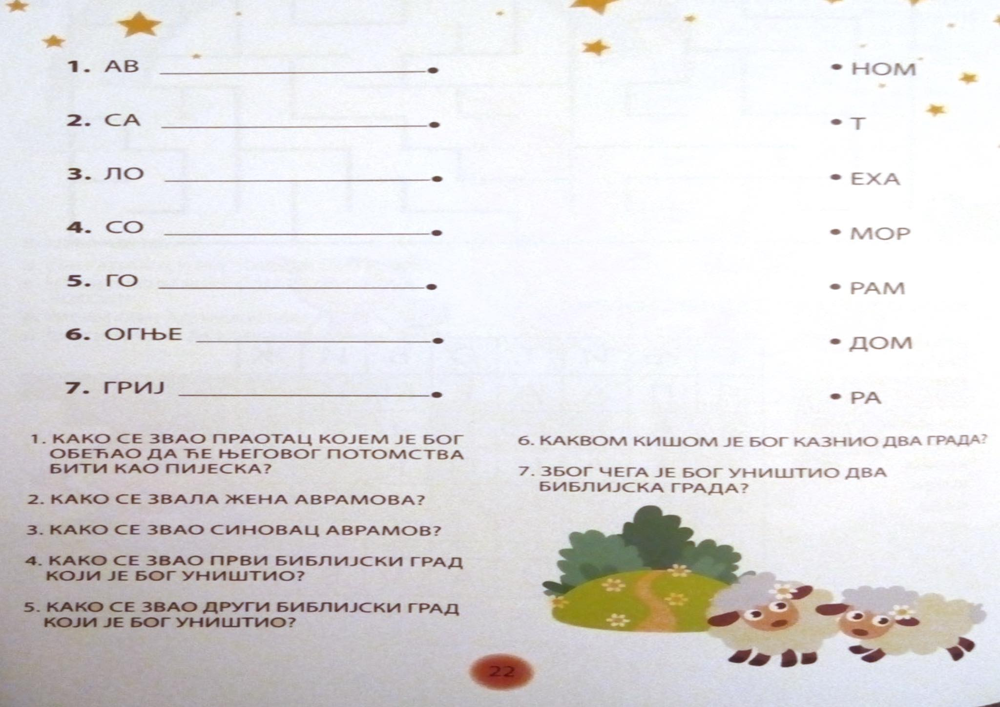 1. АВ • НОМ
2. СА • Т
3. ЛО • ЕХА
4. СО • МОР
5. ГО • РАМ
6. ОГЊЕ • ДОМ
7. ГРИЈ • РА
1. КАКО СЕ ЗВАО ПРАОТАЦ КОЈЕМ ЈЕ БОГ
ОБЕЋАО ДА ЋЕ ЊЕГОВОГ ПОТОМСТВА
БИТИ КАО ПИЈЕСКА?
2. КАКО СЕ ЗВАЛА ЖЕНА АВРАМОВА?
3. КАКО СЕ ЗВАО СИНОВАЦ АВРАМОВ?
4. КАКО СЕ ЗВАО ПРВИ БИБЛИЈСКИ ГРАД
КОЈИ ЈЕ БОГ УНИШТИО?
5. КАКО СЕ ЗВАО ДРУГИ БИБЛИЈСКИ ГРАД
КОЈИ ЈЕ БОГ УНИШТИО?
6. КАКВОМ КИШОМ ЈЕ БОГ КАЗНИО ДВА ГРАДА?
7. ЗБОГ ЧЕГА ЈЕ БОГ УНИШТИО ДВА
БИБЛИЈСКА ГРАДА?
22